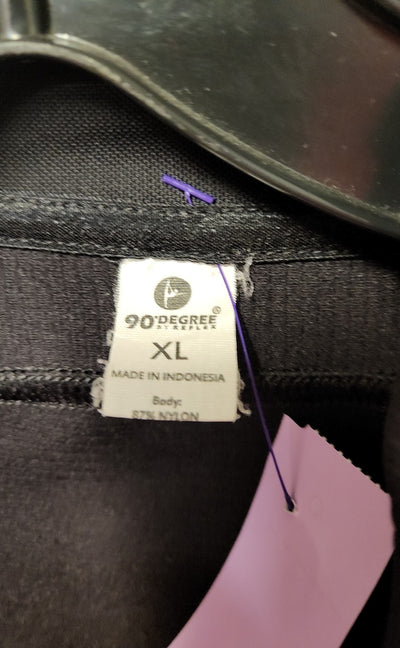 90°DEGREE®
BY REFLEX
XL
MADE IN INDONESIA
Body:
87% NYLON